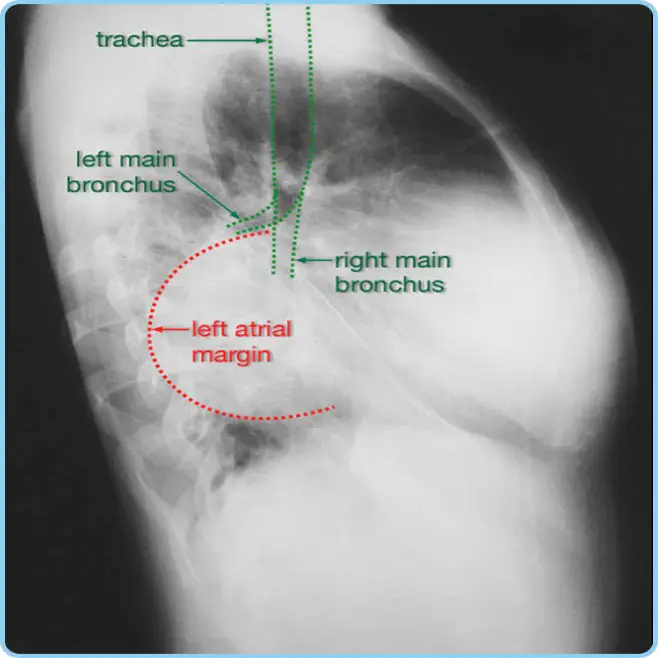 trachea
left main
bronchus
right main
bronchus
left atrial
margin